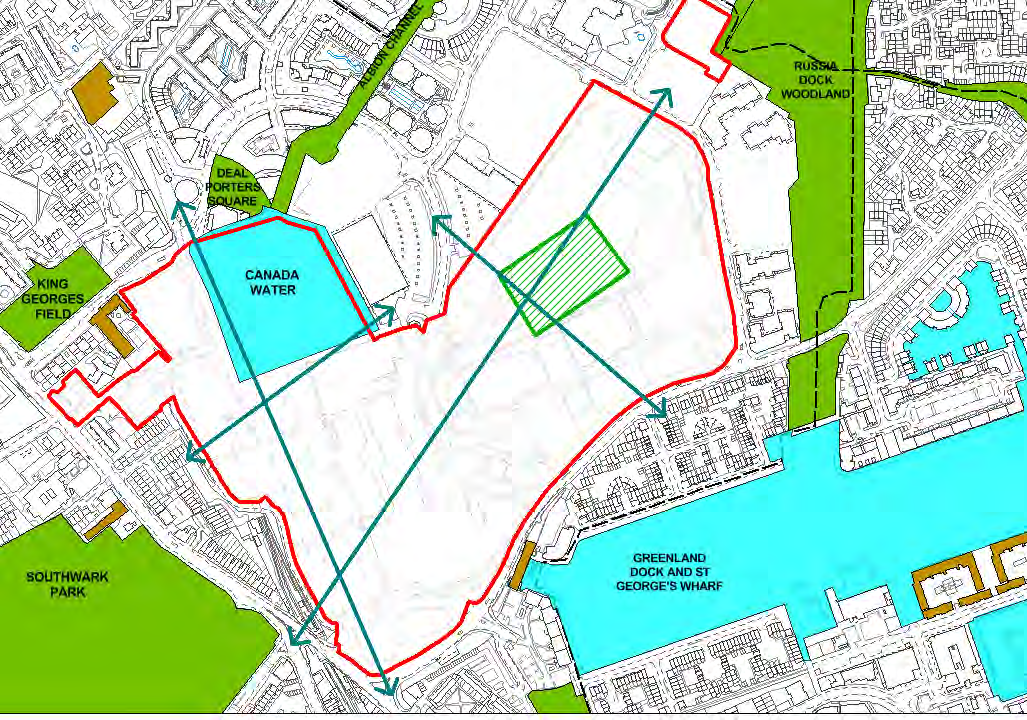 ALBION CHANNEL
RUSSIA
DOCK
WOODLAND
DEAL
PORTERS
SQUARE
CANADA
WATER
KING
GEORGES
FIELD
GREENLAND
DOCK AND ST
GEORGE'S WHARF
SOUTHWARK
PARK